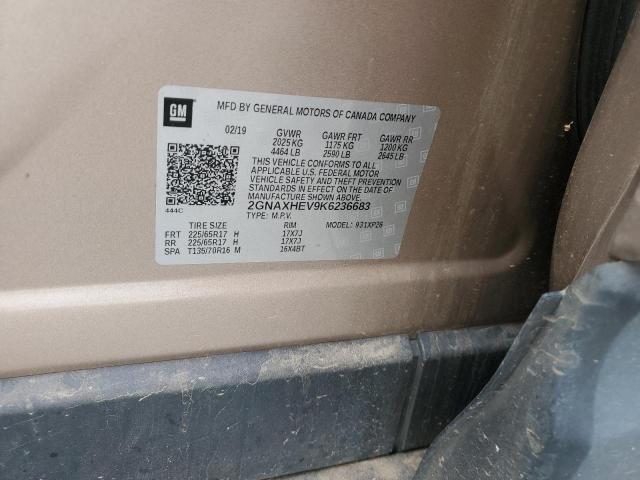 GM
MFD BY GENERAL MOTORS OF CANADA COMPANY
02/19 GVWR GAWR FRT GAWR RR
2025 KG 1175 KG 1200 KG
4464 LB 2590 LB 2645 LB
THIS VEHICLE CONFORMS TO ALL
APPLICABLE U.S. FEDERAL MOTOR
VEHICLE SAFETY AND THEFT PREVENTION
STANDARDS IN EFFECT ON THE DATE
OF MANUFACTURE SHOWN ABOVE.
444C 2GNAXHEV9K6236683
TYPE: M.P.V.
TIRE SIZE RIM MODEL: 931XP26
FRT 225/65R17 H 17X7J
RR 225/65R17 H 17X7J
SPA T135/70R16 M 16X4BT